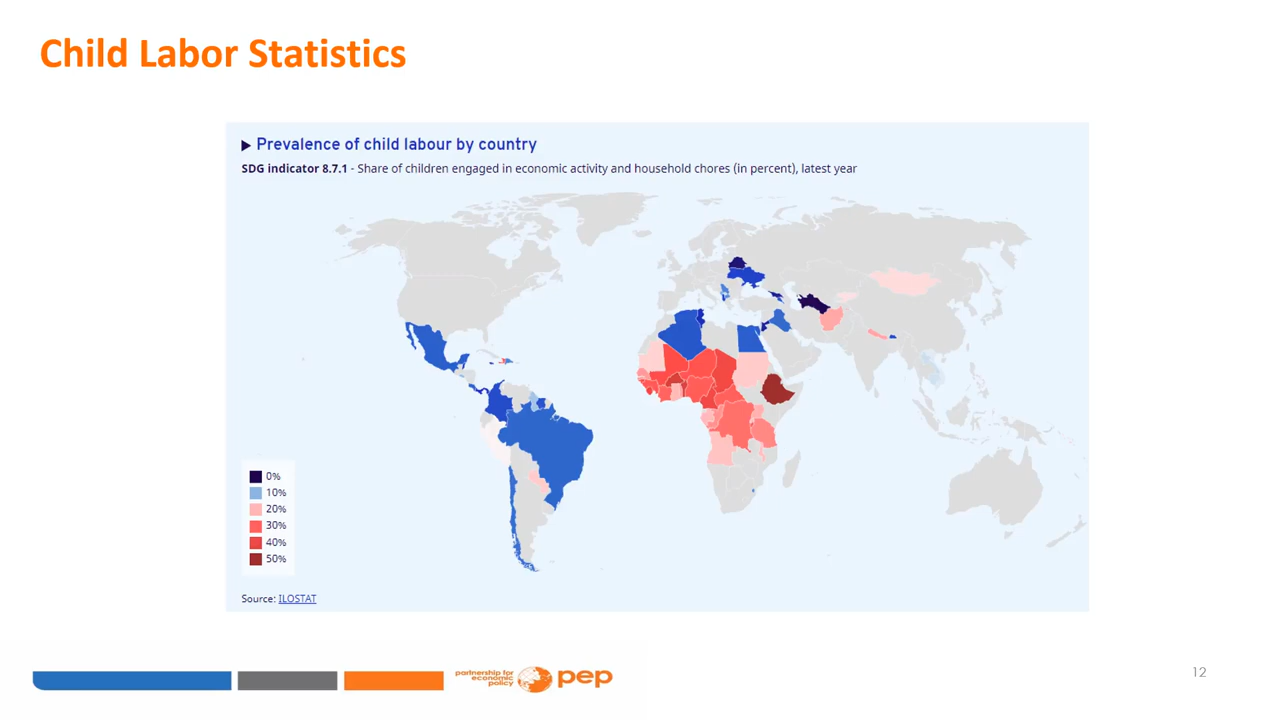 Child Labor Statistics
▶ Prevalence of child labour by country
SDG indicator 8.7.1 - Share of children engaged in economic activity and household chores (in percent), latest year
0%
10%
20%
30%
40%
50%
Source: ILOSTAT
partnership for
economic
policy
pep
12